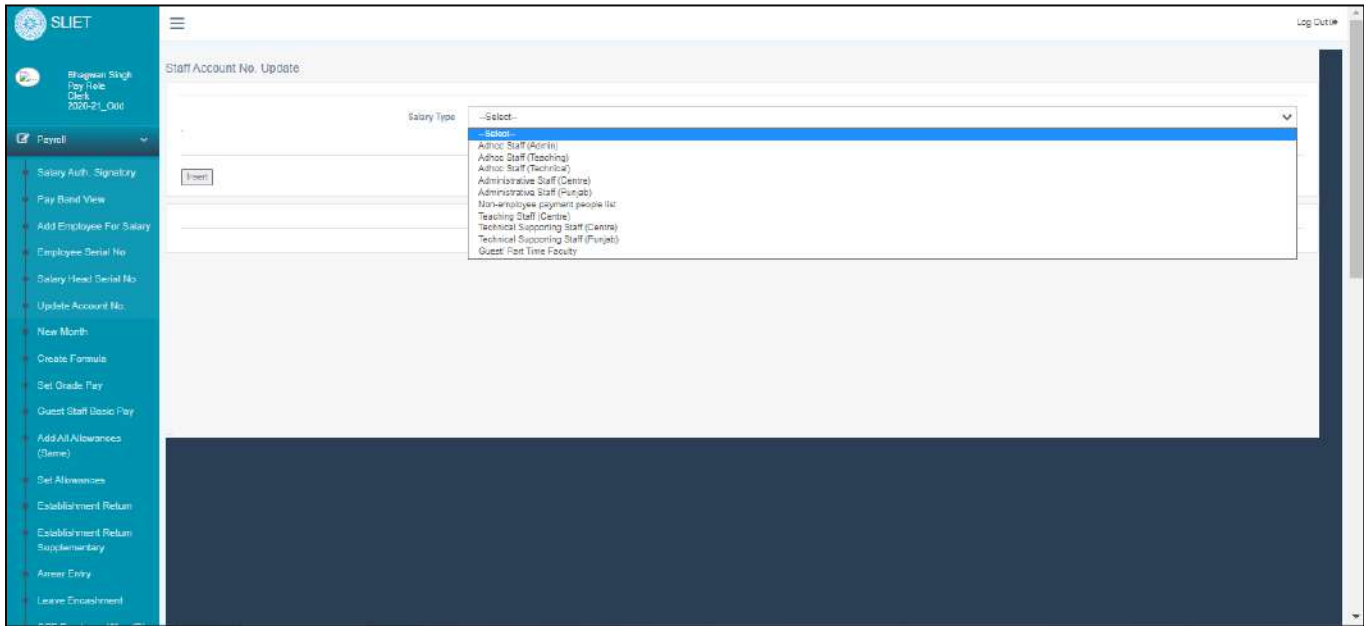 SLIET
Log Out
Bhagwan Singh
Pay Role
Clerk
2020-21_Odd
Staff Account No. Update
Salary Type
--Select--
--Select--
Adhoc Staff (Admin)
Adhoc Staff (Teaching)
Adhoc Staff (Technical)
Administrative Staff (Centre)
Administrative Staff (Punjab)
Non-employee payment people list
Teaching Staff (Centre)
Technical Supporting Staff (Centre)
Technical Supporting Staff (Punjab)
Guest/ Part Time Faculty
Insert
Payroll
Salary Auth. Signatory
Pay Band View
Add Employee For Salary
Employee Serial No
Salary Head Serial No
Update Account No.
New Month
Create Formula
Set Grade Pay
Guest Staff Basic Pay
Add All Allowances
(Same)
Set Allowances
Establishment Return
Establishment Return
Supplementary
Arrear Entry
Leave Encashment